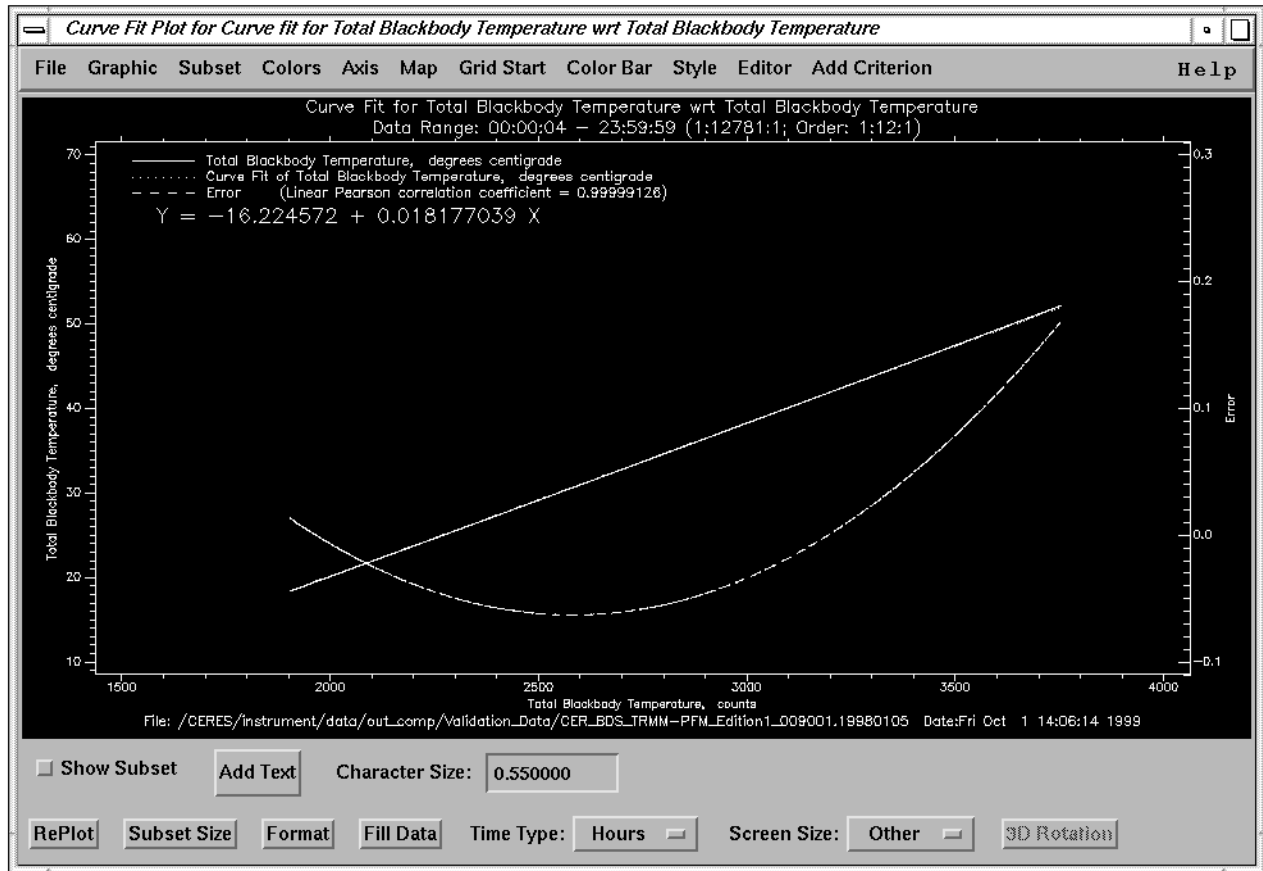 Curve Fit Plot for Curve fit for Total Blackbody Temperature wrt Total Blackbody Temperature
File Graphic Subset Colors Axis Map Grid Start Color Bar Style Editor Add Criterion Help
Curve Fit for Total Blackbody Temperature wrt Total Blackbody Temperature
Data Range: 00:00:04 – 23:59:59 (1:12781:1; Order: 1:12:1)
Total Blackbody Temperature, degrees centigrade
Curve Fit of Total Blackbody Temperature, degrees centigrade
Error (Linear Pearson correlation coefficient = 0.99999126)
Y = −16.224572 + 0.018177039 X
70
60
50
40
30
20
10
Total Blackbody Temperature, degrees centigrade
0.3
0.2
0.1
0.0
−0.1
Error
1500 2000 2500 3000 3500 4000
Total Blackbody Temperature, counts
File: /CERES/instrument/data/out_comp/Validation_Data/CER_BDS_TRMM-PFM_Edition1_009001.19980105 Date:Fri Oct 1 14:06:14 1999
Show Subset Add Text Character Size: 0.550000
RePlot Subset Size Format Fill Data Time Type: Hours Screen Size: Other 3D Rotation